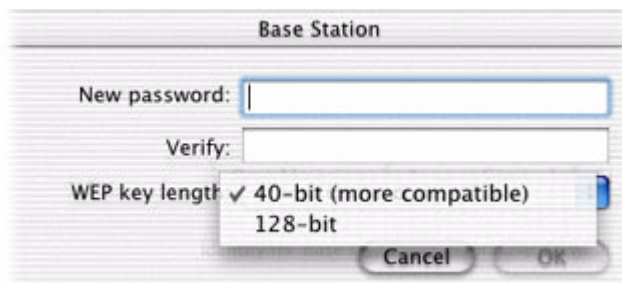 Base Station
New password:
Verify:
WEP key length
✓ 40-bit (more compatible)
128-bit
Cancel OK